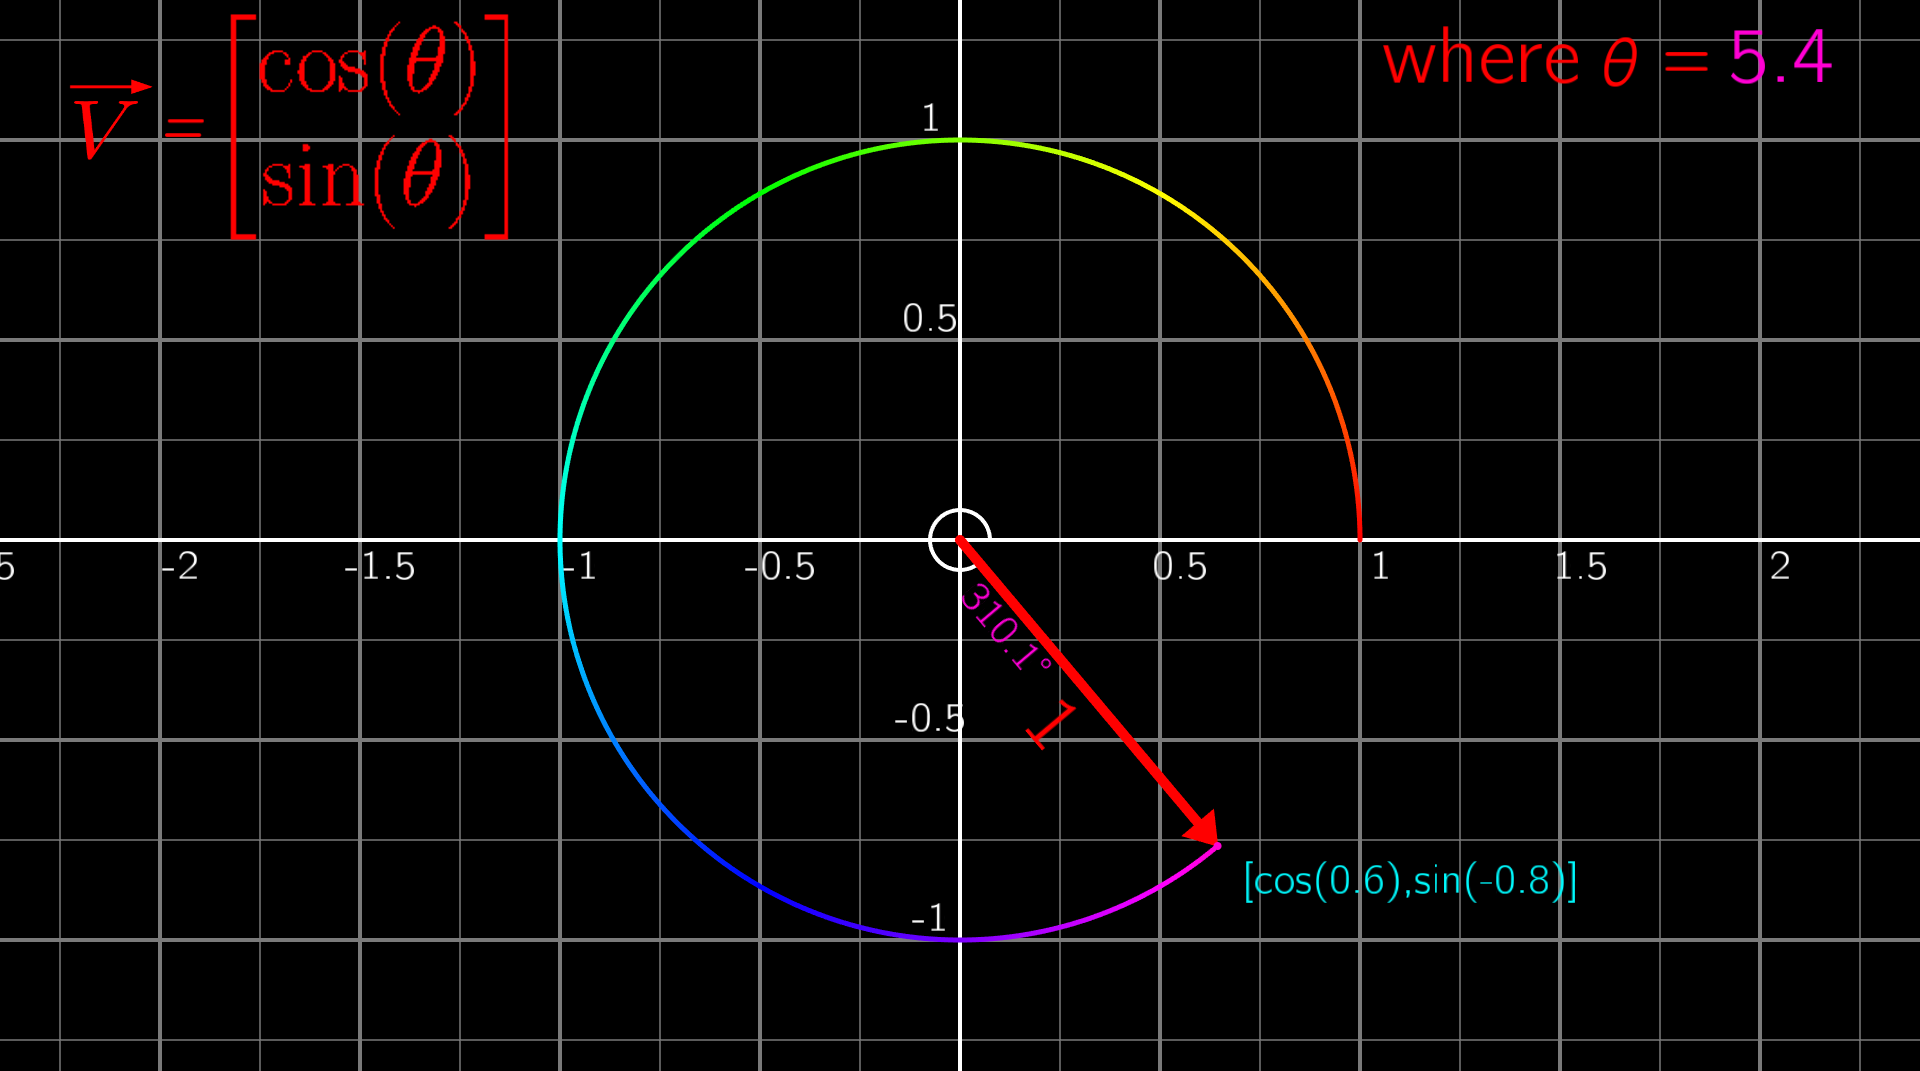 V = [cos(θ)
sin(θ)]
where θ = 5.4
1
0.5
5 -2 -1.5 -1 -0.5 0.5 1 1.5 2
310.1°
1
-0.5
[cos(0.6),sin(-0.8)]
-1